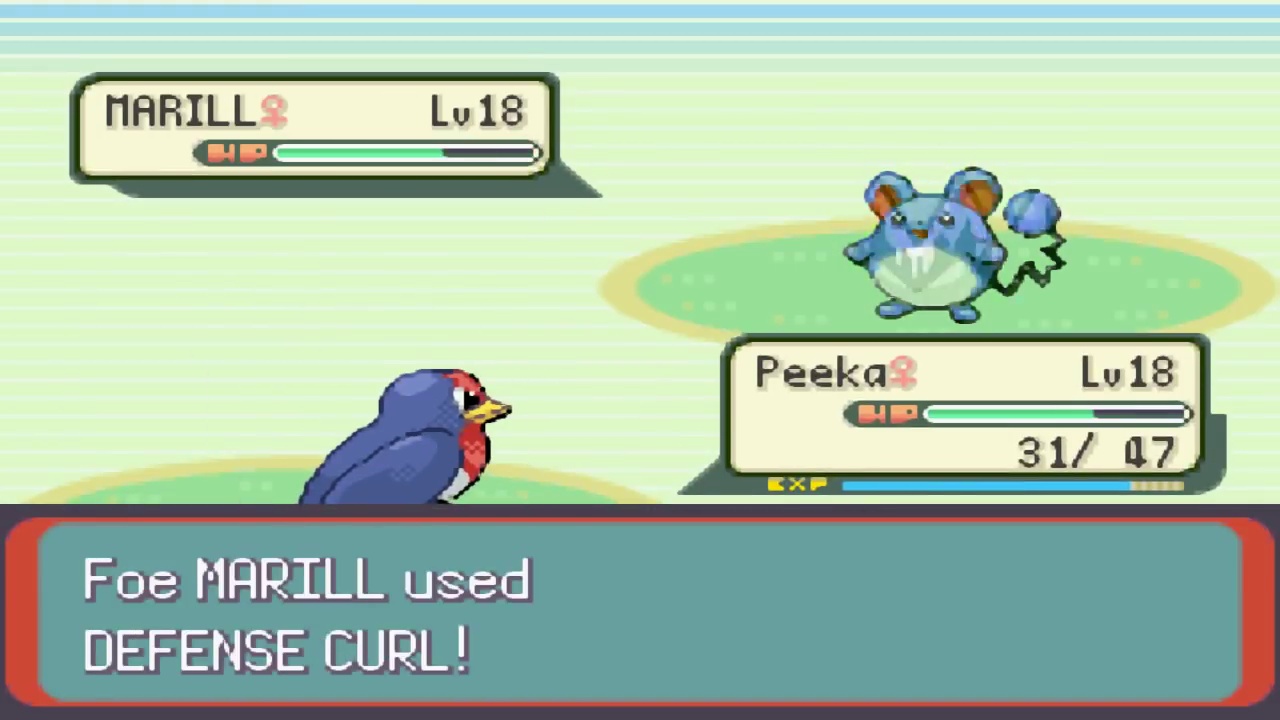 MARILL♀ Lv18
HP
Peeka♀ Lv18
HP
31/ 47
EXP
Foe MARILL used
DEFENSE CURL!